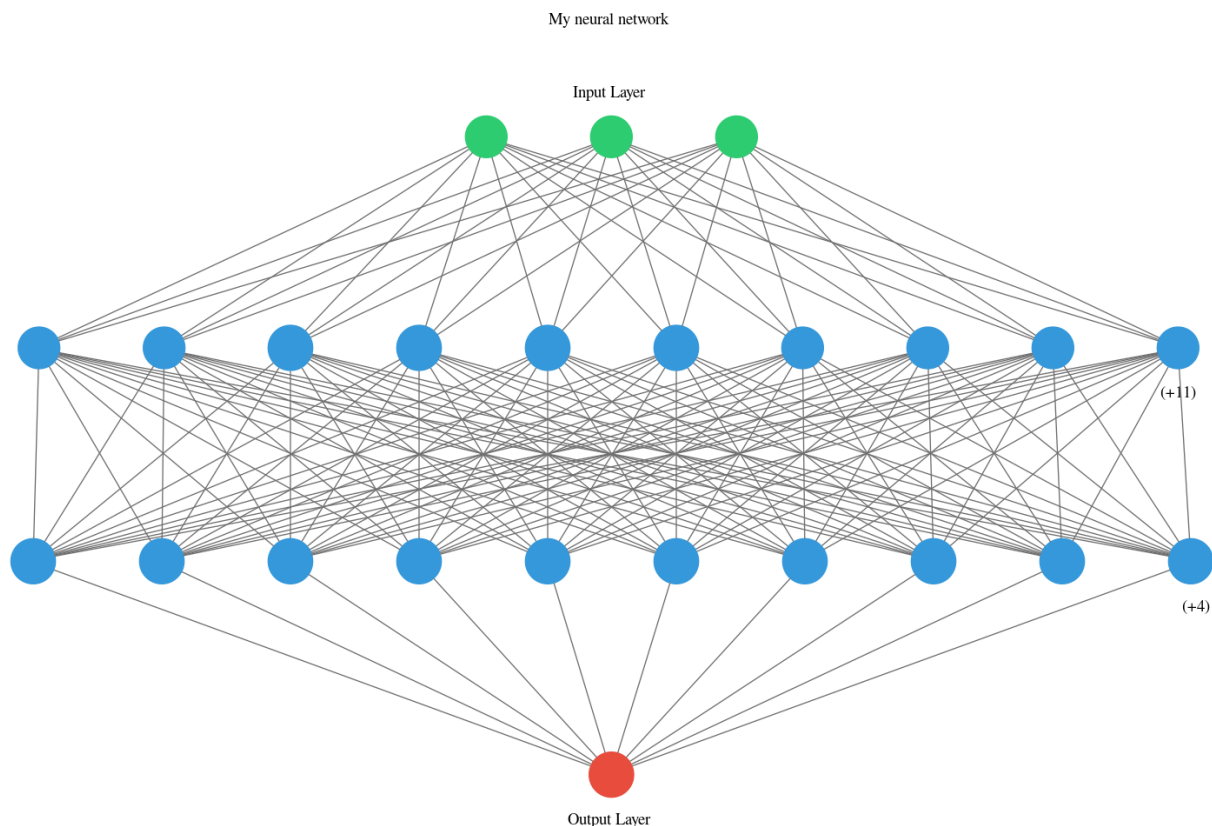 My neural network
Input Layer
(+11)
(+4)
Output Layer